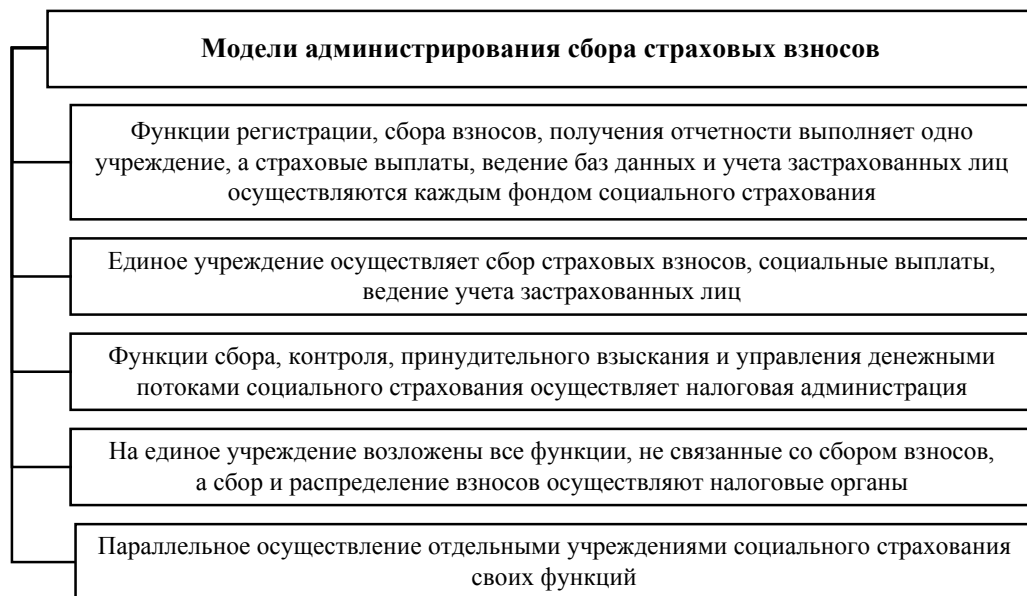 Модели администрирования сбора страховых взносов
Функции регистрации, сбора взносов, получения отчетности выполняет одно
учреждение, а страховые выплаты, ведение баз данных и учета застрахованных лиц
осуществляются каждым фондом социального страхования
Единое учреждение осуществляет сбор страховых взносов, социальные выплаты,
ведение учета застрахованных лиц
Функции сбора, контроля, принудительного взыскания и управления денежными
потоками социального страхования осуществляет налоговая администрация
На единое учреждение возложены все функции, не связанные со сбором взносов,
а сбор и распределение взносов осуществляют налоговые органы
Параллельное осуществление отдельными учреждениями социального страхования
своих функций